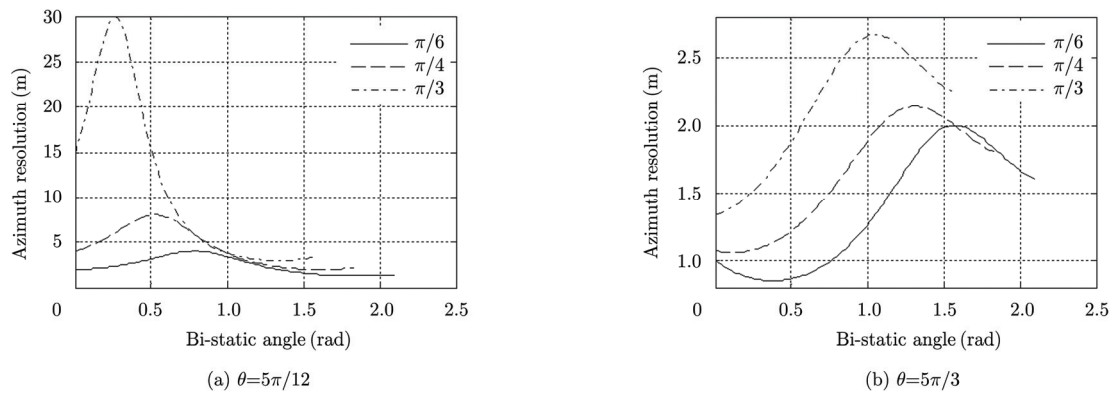 30
25
20
15
10
5
0
0.5
1.0
1.5
2.0
2.5
Azimuth resolution (m)
Bi-static angle (rad)
π/6
π/4
π/3
(a) θ=5π/12
2.5
2.0
1.5
1.0
0
0.5
1.0
1.5
2.0
2.5
Azimuth resolution (m)
Bi-static angle (rad)
π/6
π/4
π/3
(b) θ=5π/3